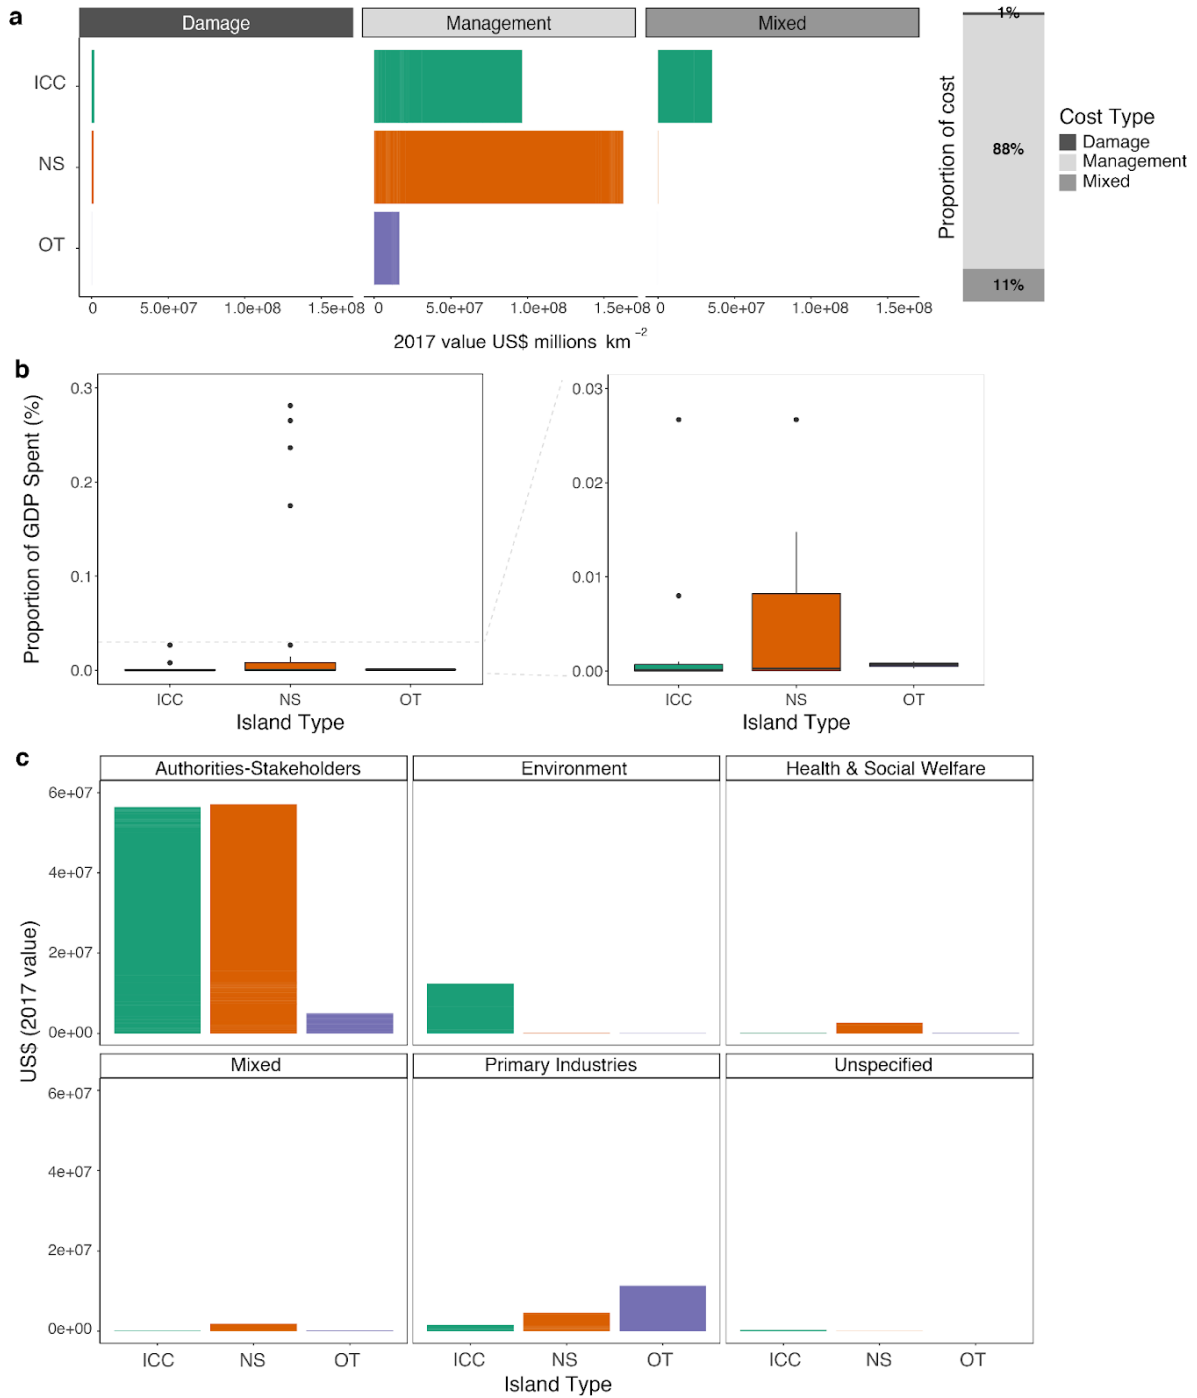 a
Damage Management Mixed
ICC
NS
OT
0 5.0e+07 1.0e+08 1.5e+08 0 5.0e+07 1.0e+08 1.5e+08 0 5.0e+07 1.0e+08 1.5e+08
2017 value US$ millions km⁻²
Proportion of cost
1%
88%
11%
Cost Type
Damage
Management
Mixed
b
Proportion of GDP Spent (%)
0.3
0.2
0.1
0.0
ICC NS OT
Island Type
0.03
0.02
0.01
0.00
ICC NS OT
Island Type
c
US$ (2017 value)
Authorities-Stakeholders Environment Health & Social Welfare
6e+07
4e+07
2e+07
0e+00
Mixed Primary Industries Unspecified
6e+07
4e+07
2e+07
0e+00
ICC NS OT ICC NS OT ICC NS OT
Island Type